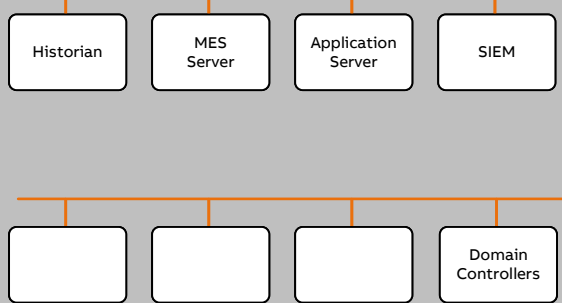 Historian
MES
Server
Application
Server
SIEM
Domain
Controllers